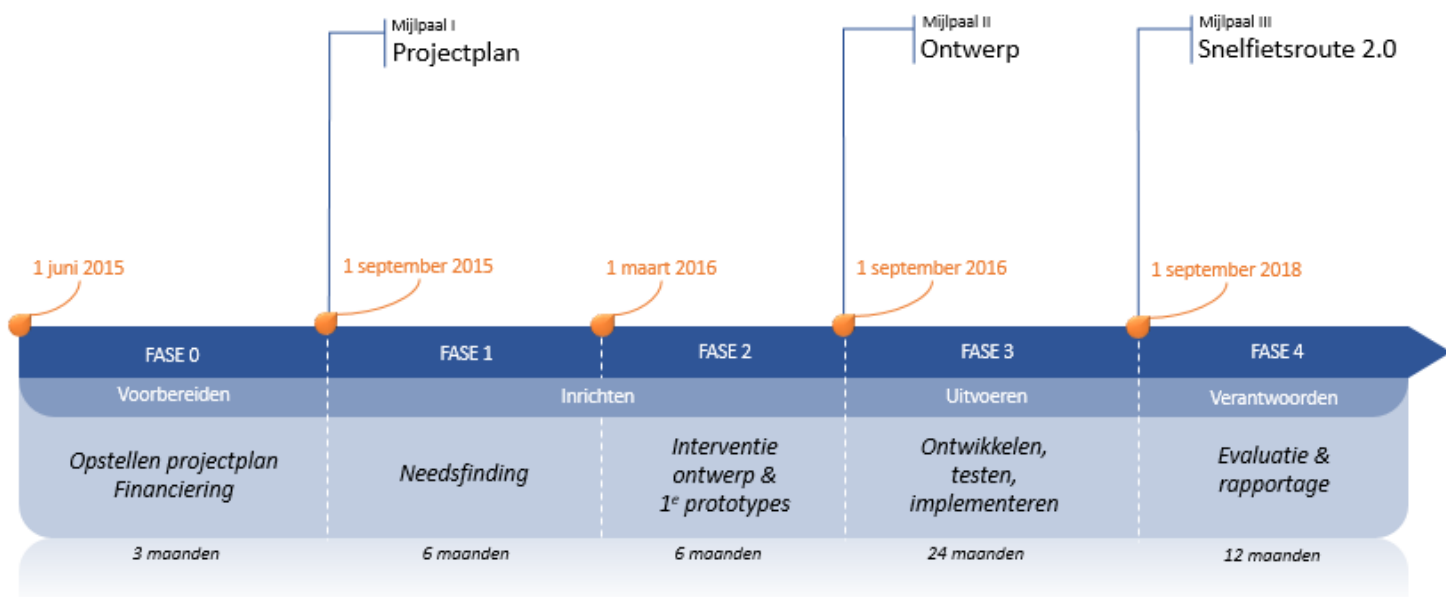 Mijlpaal I
Projectplan
Mijlpaal II
Ontwerp
Mijlpaal III
Snelfietsroute 2.0
1 juni 2015
1 september 2015
1 maart 2016
1 september 2016
1 september 2018
FASE 0
FASE 1
FASE 2
FASE 3
FASE 4
Voorbereiden
Inrichten
Uitvoeren
Verantwoorden
Opstellen projectplan
Financiering
Needsfinding
Interventie
ontwerp &
1e prototypes
Ontwikkelen,
testen,
implementeren
Evaluatie &
rapportage
3 maanden
6 maanden
6 maanden
24 maanden
12 maanden